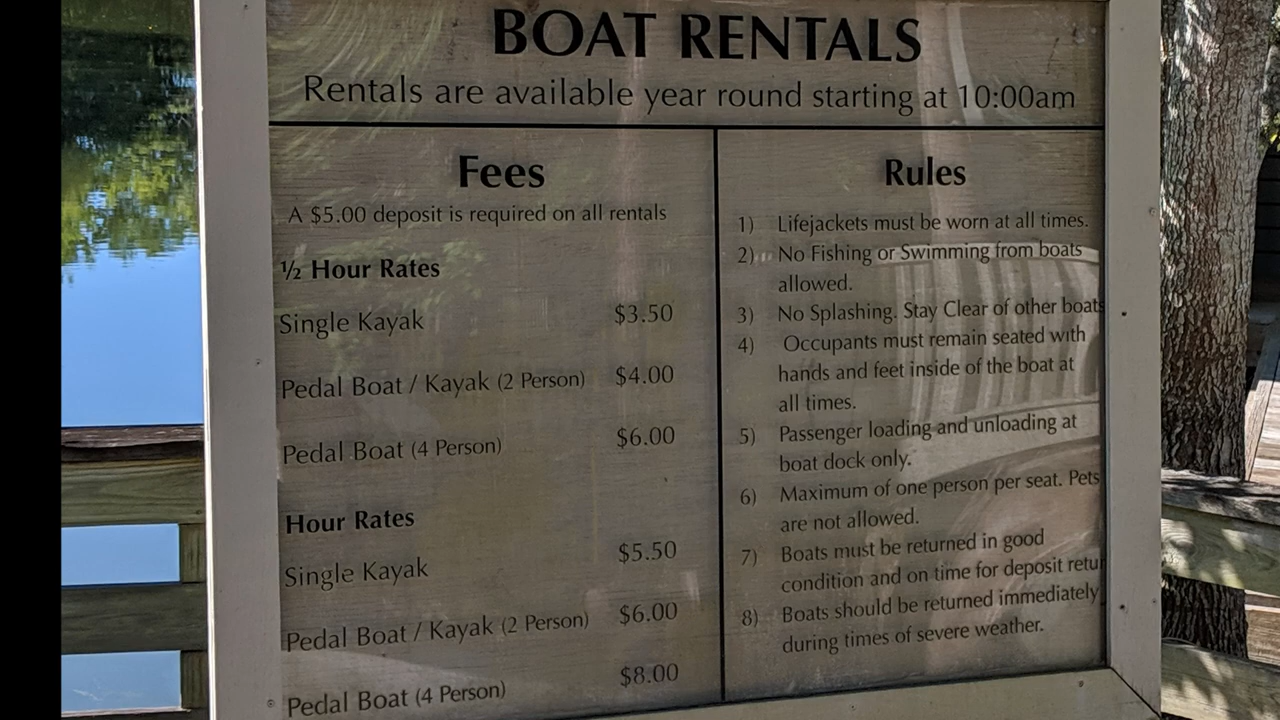 BOAT RENTALS
Rentals are available year round starting at 10:00am
Fees
A $5.00 deposit is required on all rentals
½ Hour Rates
Single Kayak $3.50
Pedal Boat / Kayak (2 Person) $4.00
Pedal Boat (4 Person) $6.00
Hour Rates
Single Kayak $5.50
Pedal Boat / Kayak (2 Person) $6.00
Pedal Boat (4 Person) $8.00
Rules
1) Lifejackets must be worn at all times.
2) No Fishing or Swimming from boats
allowed.
3) No Splashing. Stay Clear of other boats
4) Occupants must remain seated with
hands and feet inside of the boat at
all times.
5) Passenger loading and unloading at
boat dock only.
6) Maximum of one person per seat. Pets
are not allowed.
7) Boats must be returned in good
condition and on time for deposit retur
8) Boats should be returned immediately
during times of severe weather.